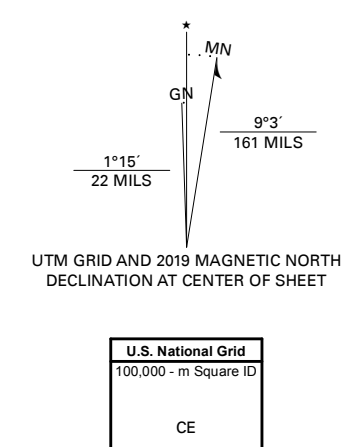 ★
MN
GN
9°3´
161 MILS
1°15´
22 MILS
UTM GRID AND 2019 MAGNETIC NORTH
DECLINATION AT CENTER OF SHEET
U.S. National Grid
100,000 - m Square ID
CE